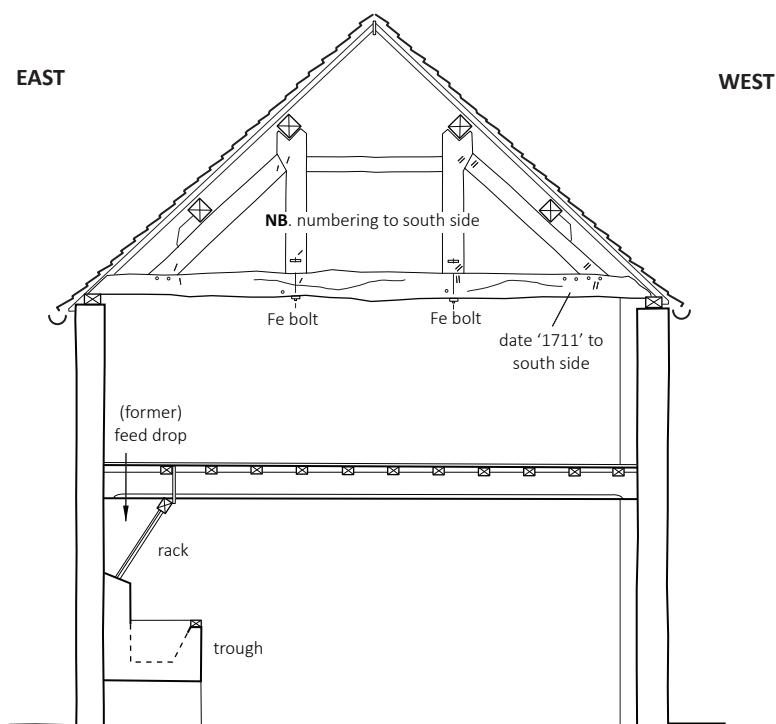 EAST
WEST
NB. numbering to south side
Fe bolt
Fe bolt
date ‘1711’ to
south side
(former)
feed drop
rack
trough